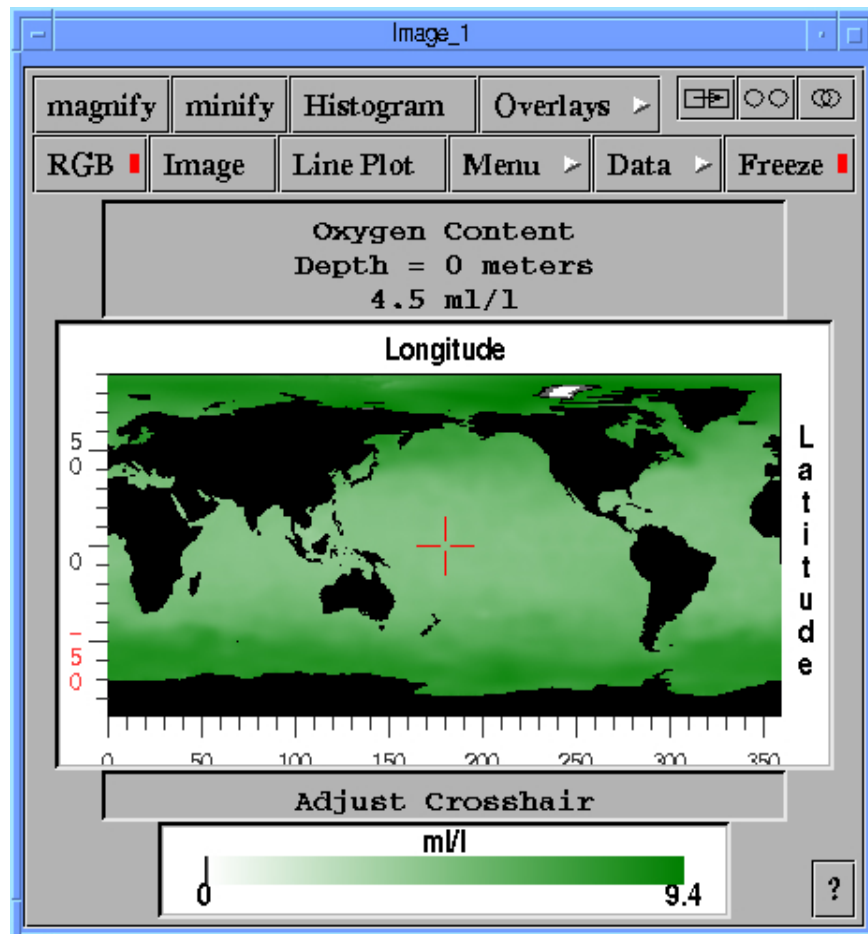 Image_1
magnify minify Histogram Overlays
RGB Image Line Plot Menu Data Freeze
Oxygen Content
Depth = 0 meters
4.5 ml/l
Longitude
50
0
-50
Latitude
0 50 100 150 200 250 300 350
Adjust Crosshair
ml/l
0 9.4
?